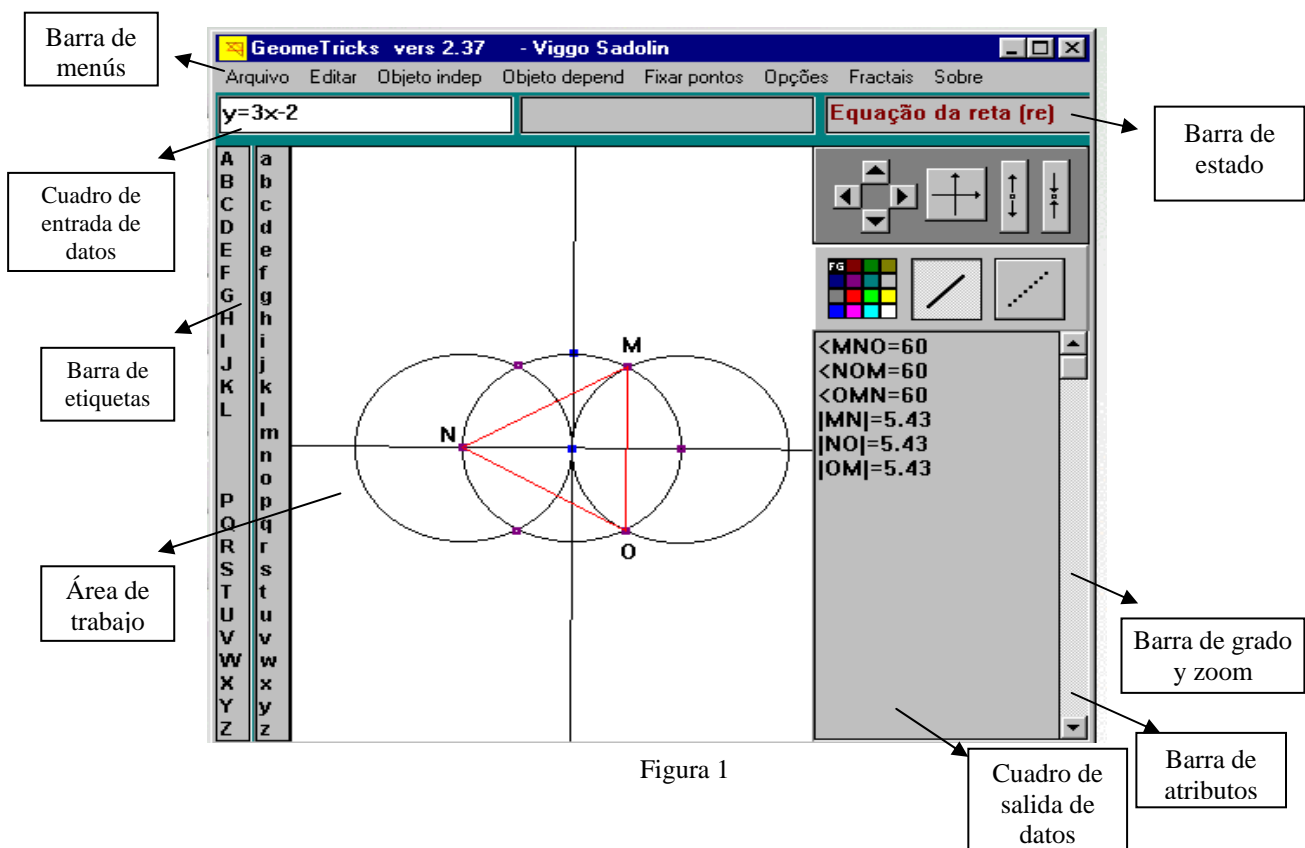 Barra de
menús
GeomeTricks vers 2.37 - Viggo Sadolin
Arquivo Editar Objeto indep Objeto depend Fixar pontos Opções Fractais Sobre
y=3x-2
Equação da reta (re)
Barra de
estado
Cuadro de
entrada de
datos
A a
B b
C c
D d
E e
F f
G g
H h
I i
J j
K k
L l
m
n
o
P p
Q q
R r
S s
T t
U u
V v
W w
X x
Y y
Z z
Barra de
etiquetas
Área de
trabajo
FG
M
N
O
<MNO=60
<NOM=60
<OMN=60
|MN|=5.43
|NO|=5.43
|OM|=5.43
Barra de grado
y zoom
Barra de
atributos
Cuadro de
salida de
datos
Figura 1